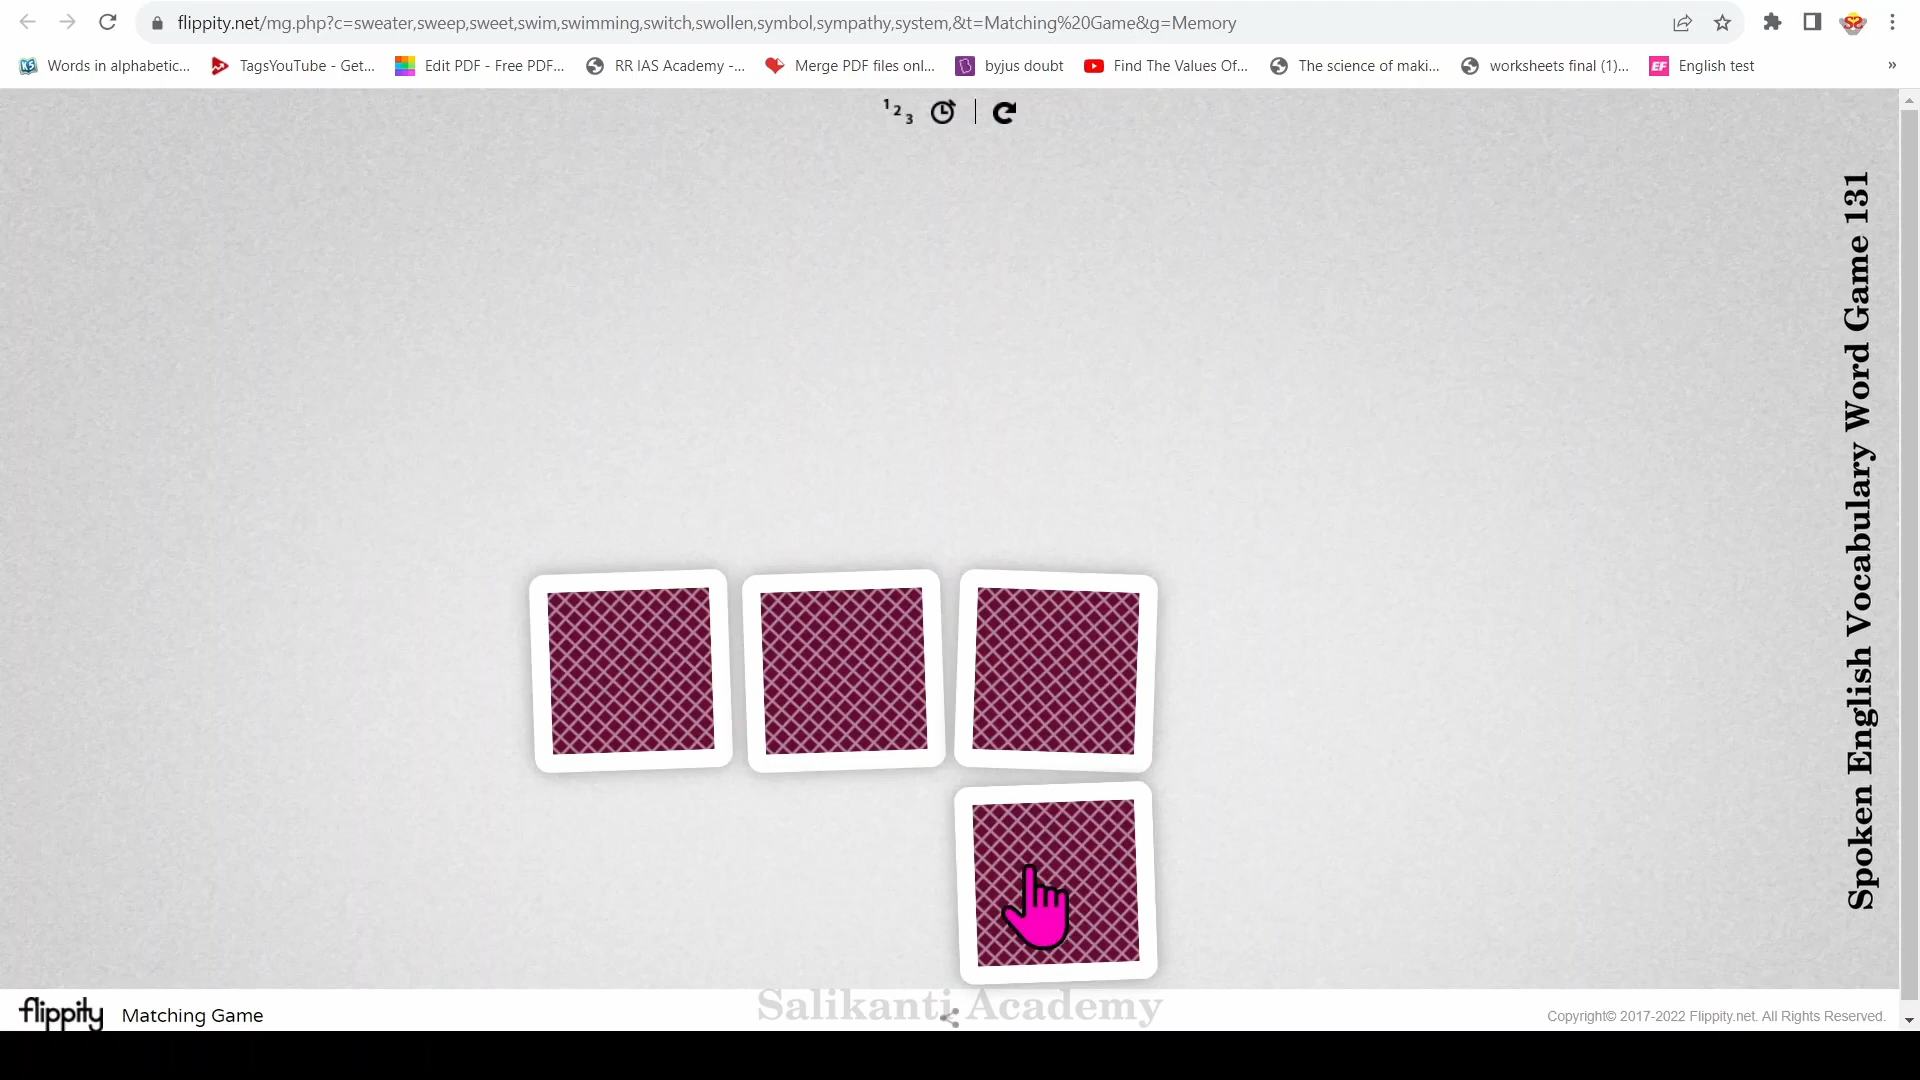 flippity.net/mg.php?c=sweater,sweep,sweet,swim,swimming,switch,swollen,symbol,sympathy,system,&t=Matching%20Game&g=Memory
Words in alphabetic... TagsYouTube - Get... Edit PDF - Free PDF... RR IAS Academy -... Merge PDF files onl... byjus doubt Find The Values Of... The science of maki... worksheets final (1)... EF English test »
1 2 3
Spoken English Vocabulary Word Game 131
Salikanti Academy
flippity Matching Game Copyright© 2017-2022 Flippity.net. All Rights Reserved.